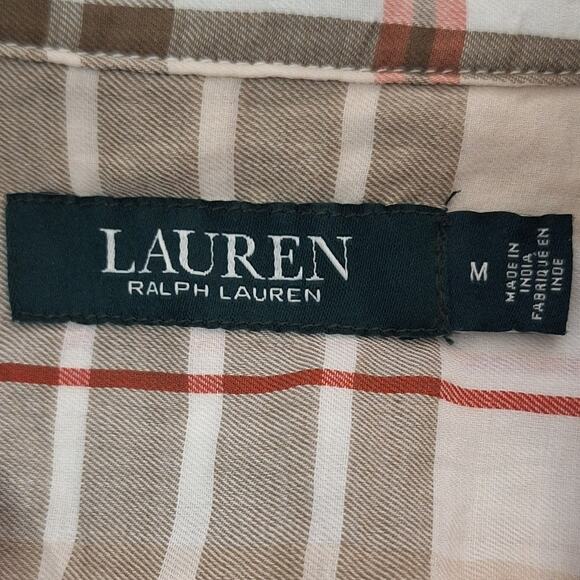 LAUREN
RALPH LAUREN
M
MADE IN
INDIA
FABRIQUÉ EN
INDE